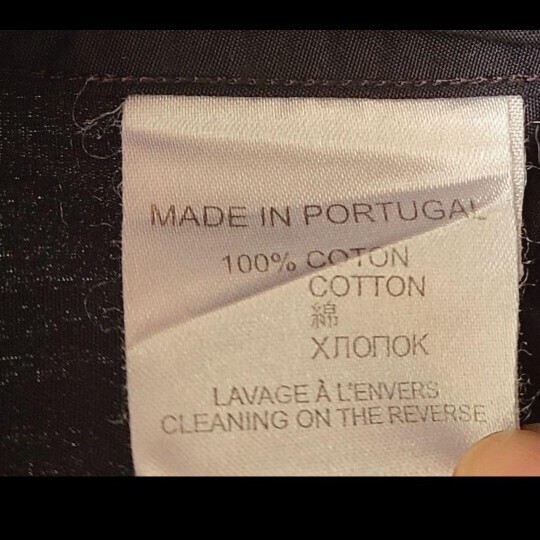 MADE IN PORTUGAL
100% COTON
COTTON
綿
ХЛОПОК
LAVAGE À L'ENVERS
CLEANING ON THE REVERSE